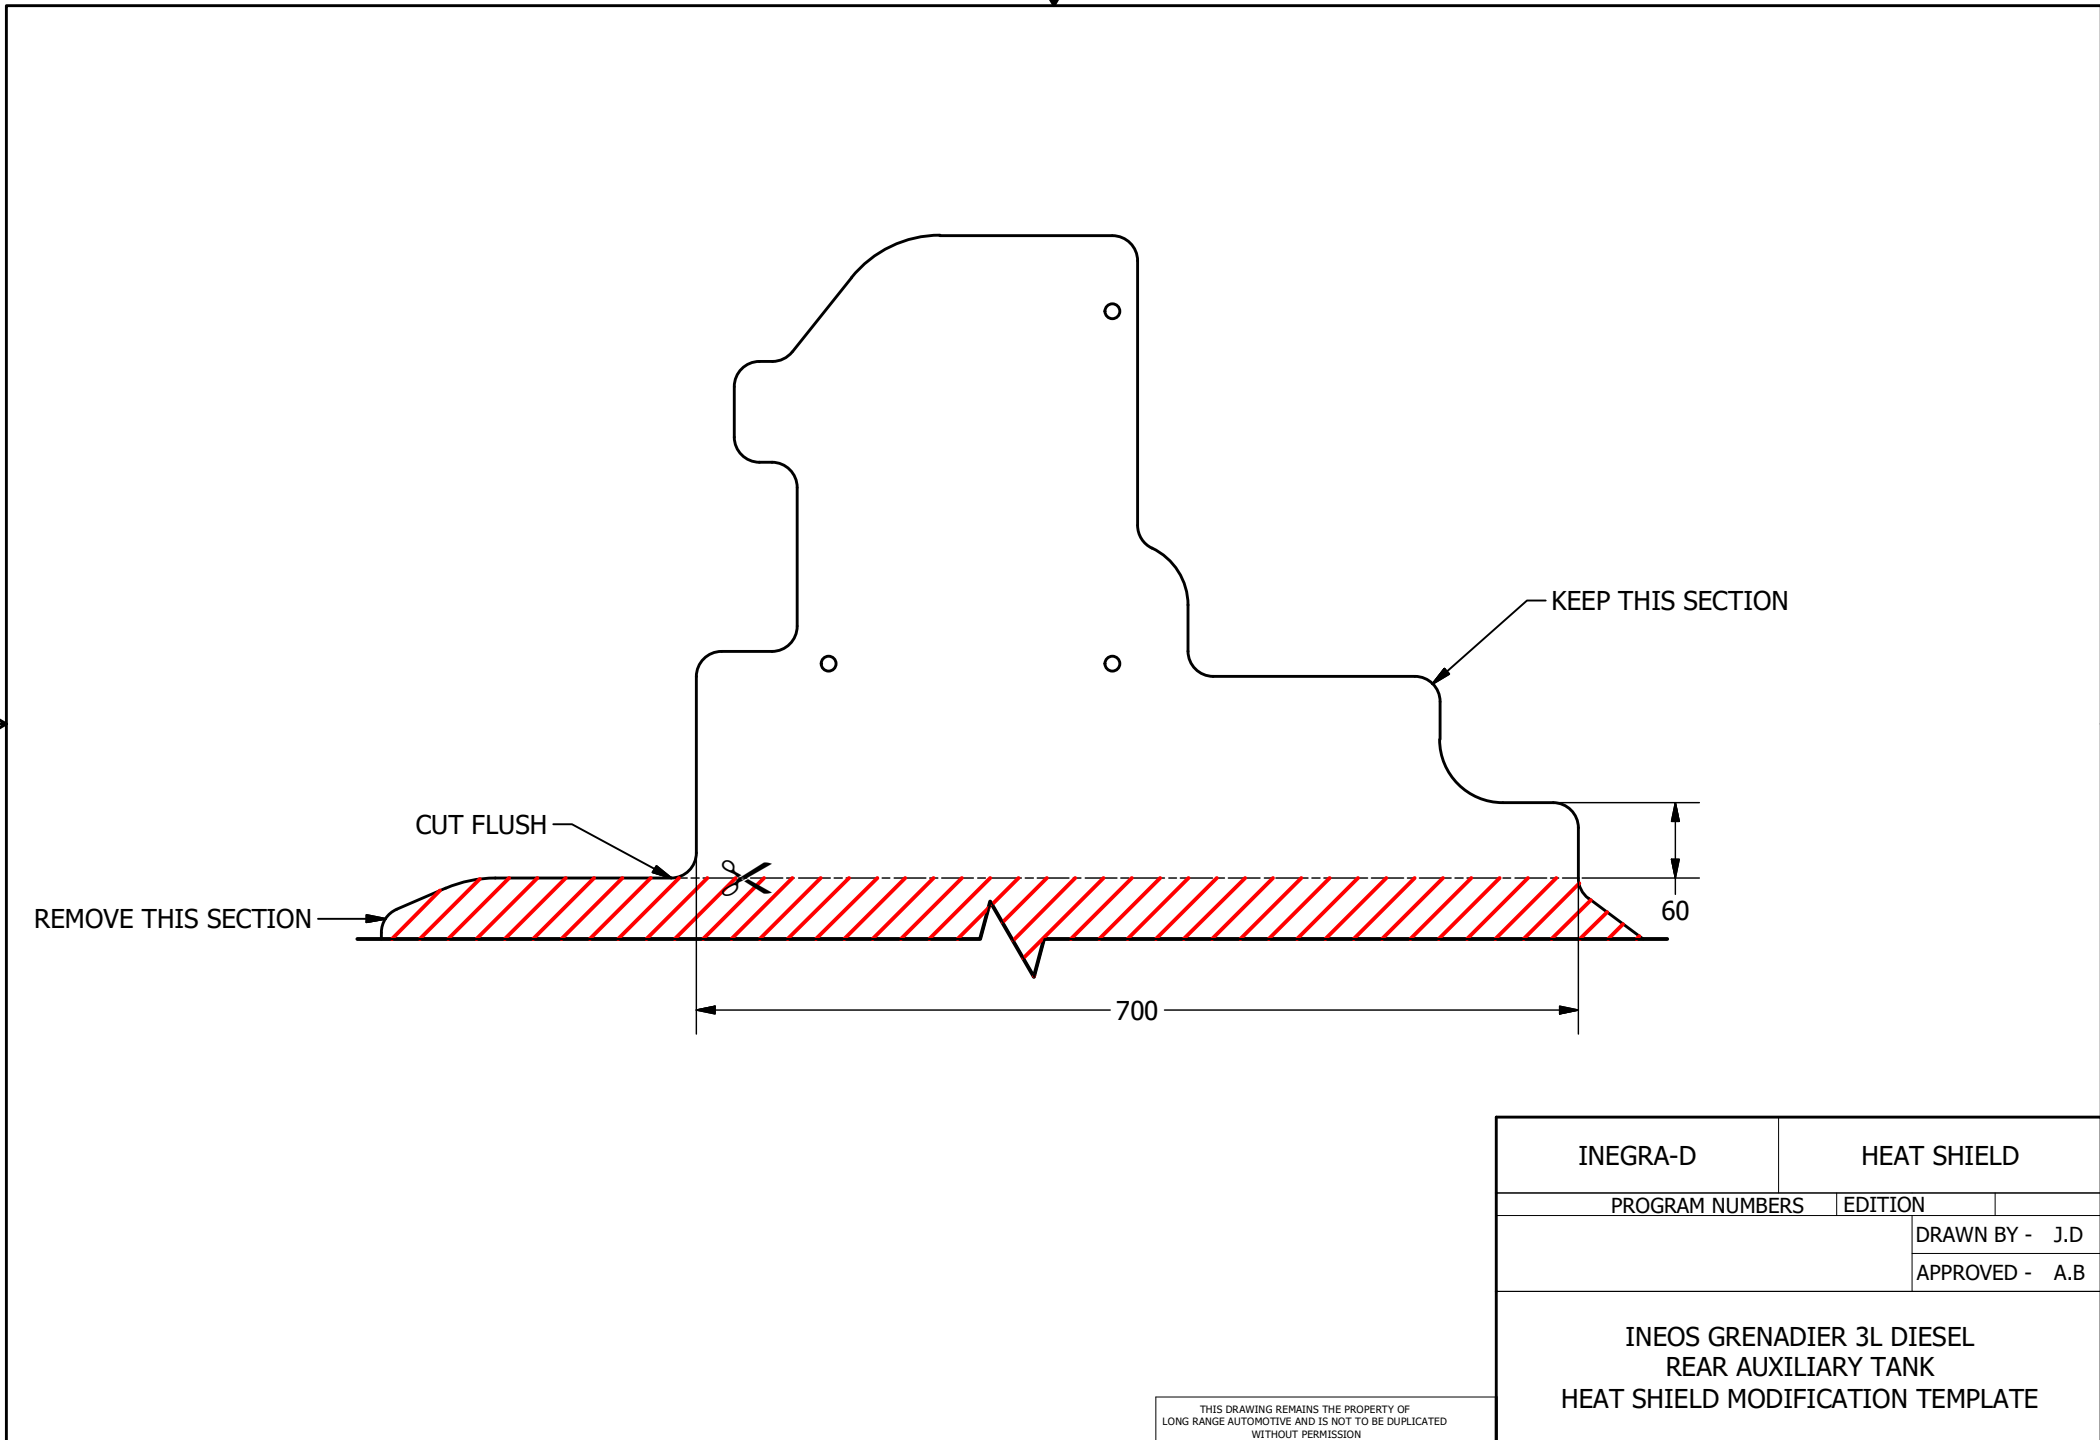 KEEP THIS SECTION
CUT FLUSH
REMOVE THIS SECTION
60
700
INEGRA-D
HEAT SHIELD
PROGRAM NUMBERS
EDITION
DRAWN BY - J.D
APPROVED - A.B
INEOS GRENADIER 3L DIESEL
REAR AUXILIARY TANK
HEAT SHIELD MODIFICATION TEMPLATE
THIS DRAWING REMAINS THE PROPERTY OF
LONG RANGE AUTOMOTIVE AND IS NOT TO BE DUPLICATED
WITHOUT PERMISSION